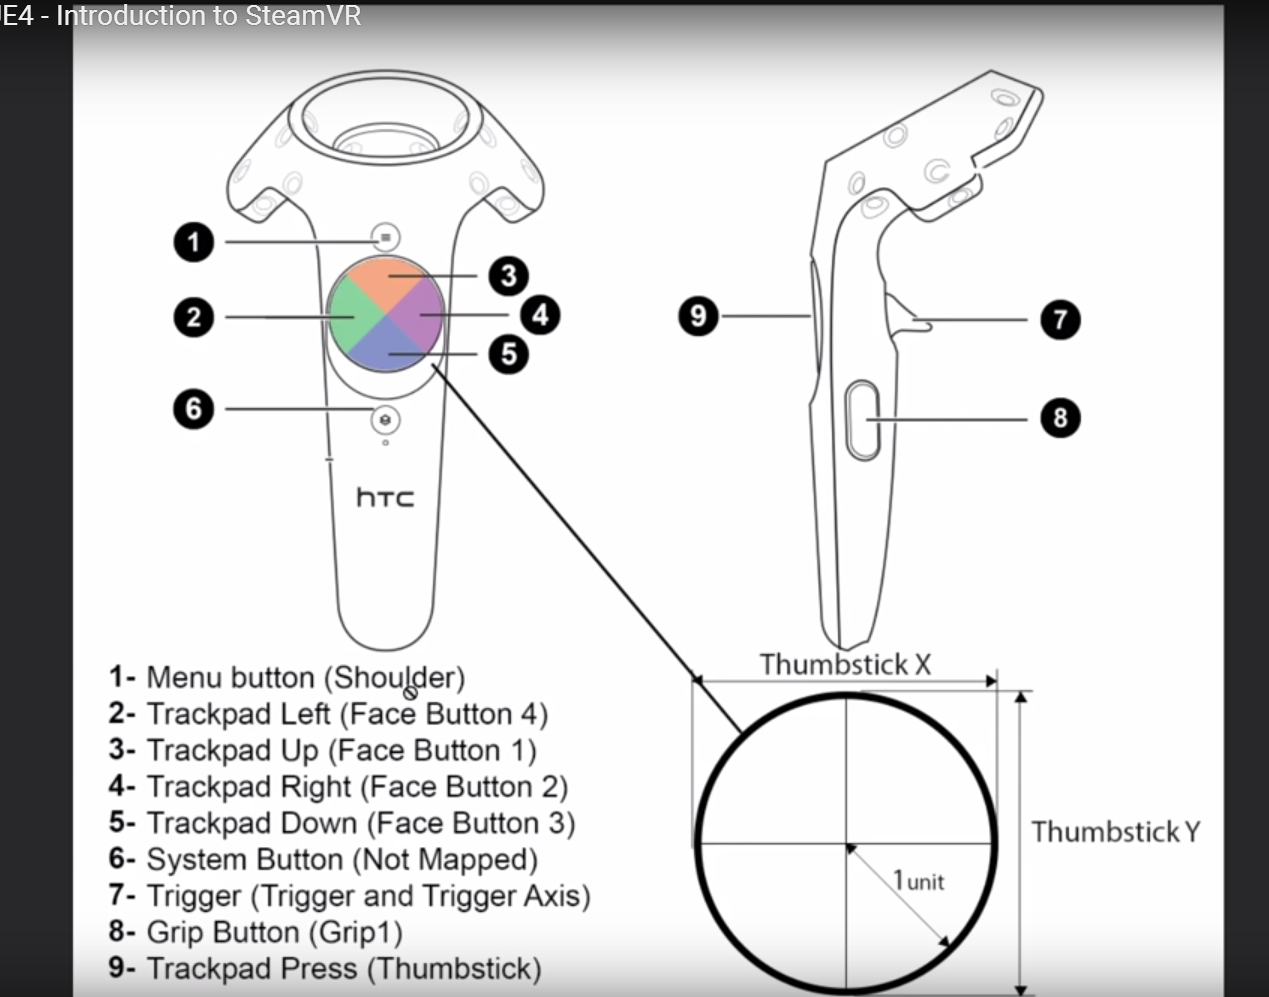 UE4 - Introduction to SteamVR
1
2
3
4
5
6
7
8
9
hTC
1- Menu button (Shoulder)
2- Trackpad Left (Face Button 4)
3- Trackpad Up (Face Button 1)
4- Trackpad Right (Face Button 2)
5- Trackpad Down (Face Button 3)
6- System Button (Not Mapped)
7- Trigger (Trigger and Trigger Axis)
8- Grip Button (Grip1)
9- Trackpad Press (Thumbstick)
Thumbstick X
Thumbstick Y
1 unit